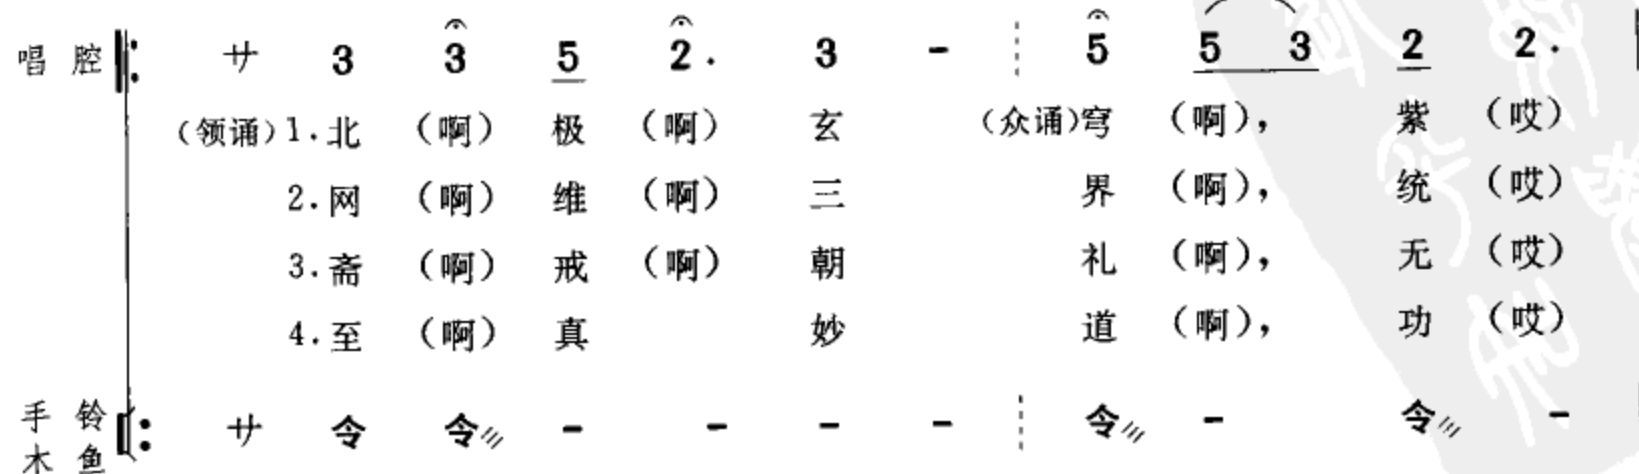 唱腔 サ 3 3 5 2. 3 - 5 5 3 2 2.
(领诵)1.北 (啊) 极 (啊) 玄 (众诵)穹 (啊), 紫 (哎)
2.网 (啊) 维 (啊) 三 界 (啊), 统 (哎)
3.斋 (啊) 戒 (啊) 朝 礼 (啊), 无 (哎)
4.至 (啊) 真 妙 道 (啊), 功 (哎)
手铃 サ 令 令 - - - - 令 - 令 -
木鱼